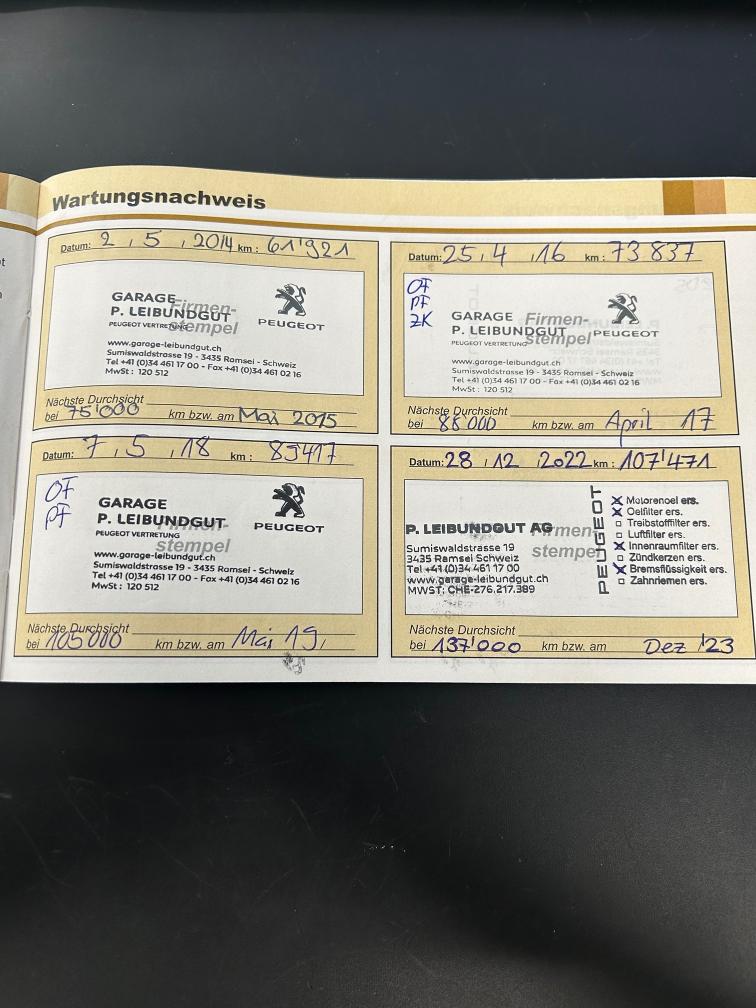 Wartungsnachweis
Datum: 2 . 5 . 2014 km : 61'921
Firmen-
stempel
GARAGE
P. LEIBUNDGUT
PEUGEOT VERTRETUNG
PEUGEOT
www.garage-leibundgut.ch
Sumiswaldstrasse 19 - 3435 Ramsei - Schweiz
Tel +41 (0)34 461 17 00 - Fax +41 (0)34 461 02 16
MwSt : 120 512
Nächste Durchsicht
bei 75'000 km bzw. am Mai 2015
Datum: 25 . 4 . 16 km : 73 837
OF
PF
ZK
Firmen-
stempel
GARAGE
P. LEIBUNDGUT
PEUGEOT VERTRETUNG
PEUGEOT
www.garage-leibundgut.ch
Sumiswaldstrasse 19 - 3435 Ramsei - Schweiz
Tel +41 (0)34 461 17 00 - Fax +41 (0)34 461 02 16
MwSt : 120 512
Nächste Durchsicht
bei 88'000 km bzw. am April 17
Datum: 7 . 5 . 18 km : 89417
OF
PF
Firmen-
stempel
GARAGE
P. LEIBUNDGUT
PEUGEOT VERTRETUNG
PEUGEOT
www.garage-leibundgut.ch
Sumiswaldstrasse 19 - 3435 Ramsei - Schweiz
Tel +41 (0)34 461 17 00 - Fax +41 (0)34 461 02 16
MwSt : 120 512
Nächste Durchsicht
bei 105'000 km bzw. am Mai 19.
Datum: 28 . 12 2022 km : 107'471
Firmen-
stempel
P. LEIBUNDGUT AG
Sumiswaldstrasse 19
3435 Ramsei Schweiz
Tel +41 (0)34 461 17 00
www.garage-leibundgut.ch
MWST: CHE-276.217.389
PEUGEOT
☒ Motorenoel ers.
☒ Oelfilter ers.
☐ Treibstoffilter ers.
☐ Luftfilter ers.
☒ Innenraumfilter ers.
☐ Zündkerzen ers.
☒ Bremsflüssigkeit ers.
☐ Zahnriemen ers.
Nächste Durchsicht
bei 137'000 km bzw. am Dez '23